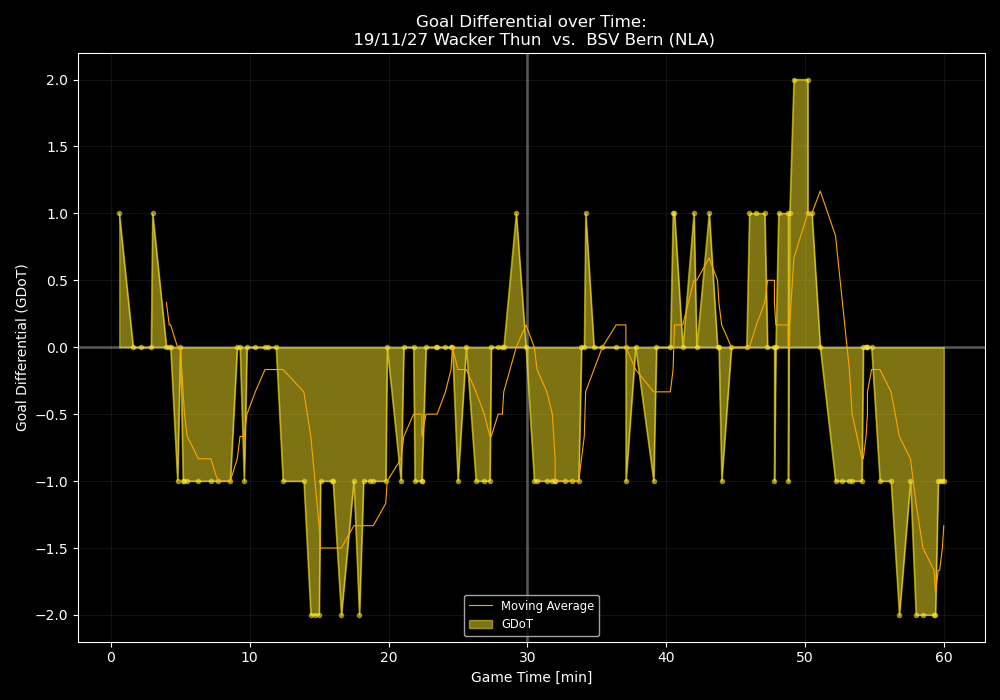 Goal Differential over Time:
19/11/27 Wacker Thun  vs.  BSV Bern (NLA)
Goal Differential (GDoT)
2.0
1.5
1.0
0.5
0.0
−0.5
−1.0
−1.5
−2.0
Moving Average
GDoT
0 10 20 30 40 50 60
Game Time [min]